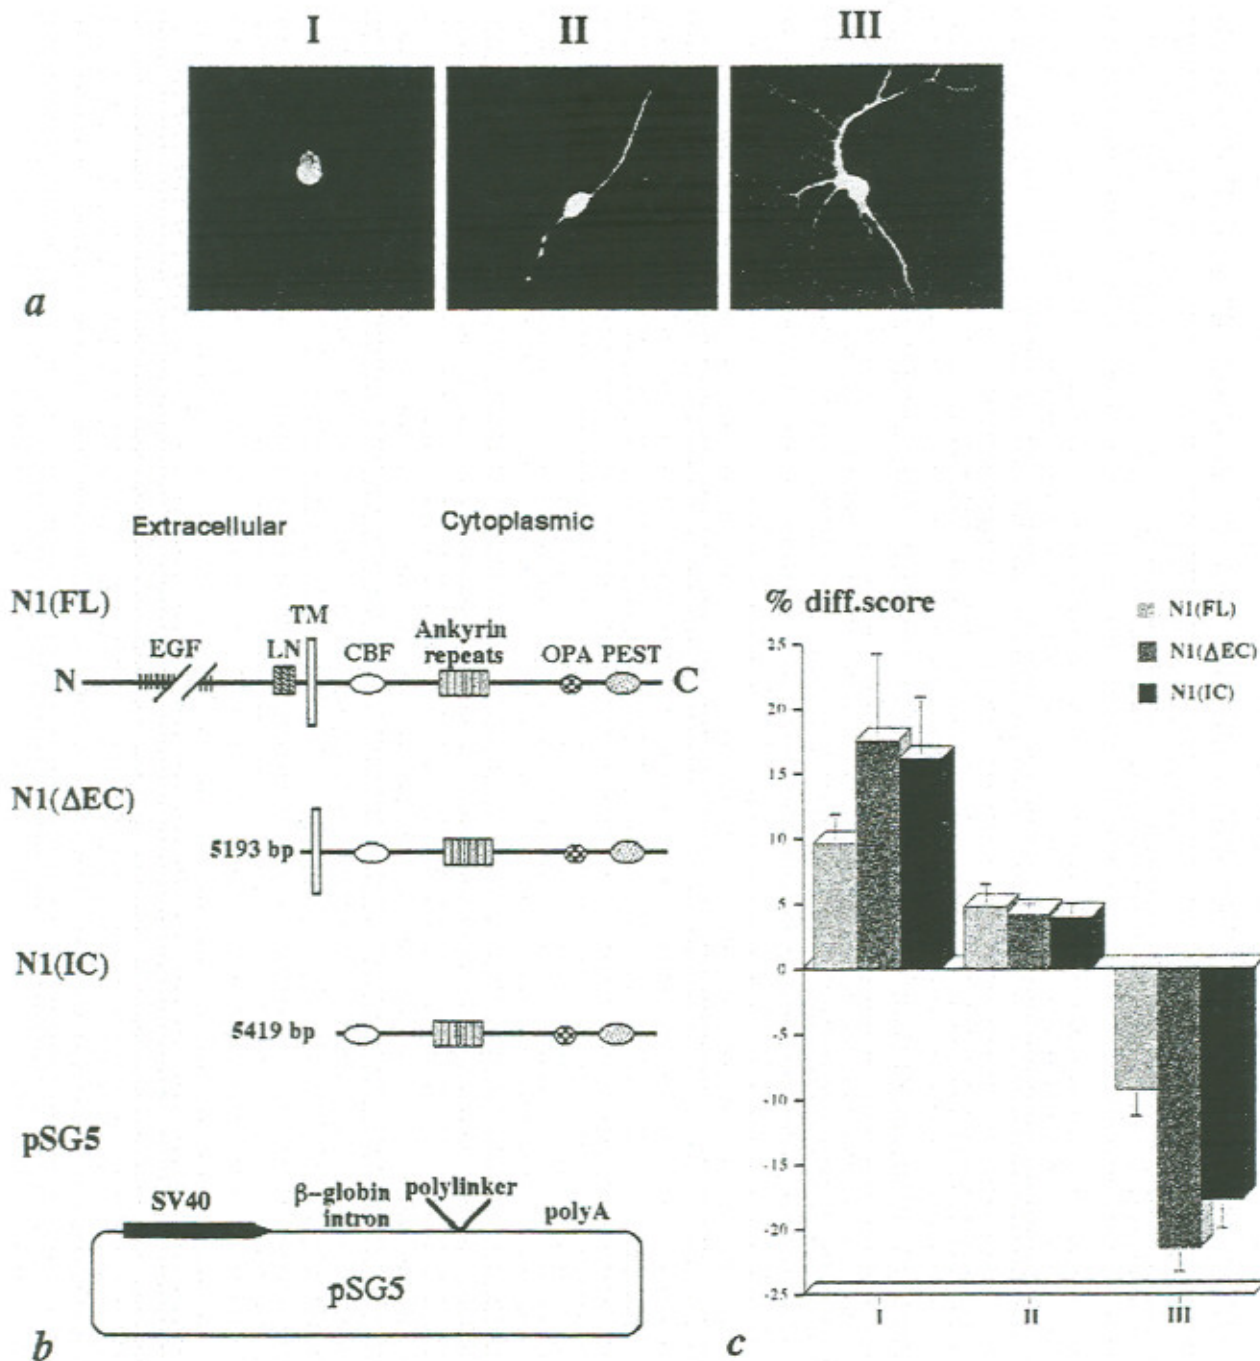 I II III
a
Extracellular Cytoplasmic
N1(FL)
TM
EGF LN CBF Ankyrin repeats OPA PEST
N C
N1(ΔEC)
5193 bp
N1(IC)
5419 bp
pSG5
SV40 β-globin intron polylinker polyA
pSG5
b
% diff.score
N1(FL)
N1(ΔEC)
N1(IC)
25
20
15
10
5
0
-5
-10
-15
-20
-25
I II III
c